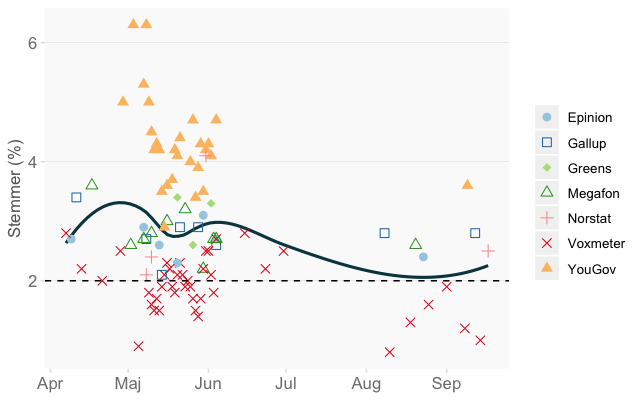 Stemmer (%)
6
4
2
Apr Maj Jun Jul Aug Sep
Epinion
Gallup
Greens
Megafon
Norstat
Voxmeter
YouGov